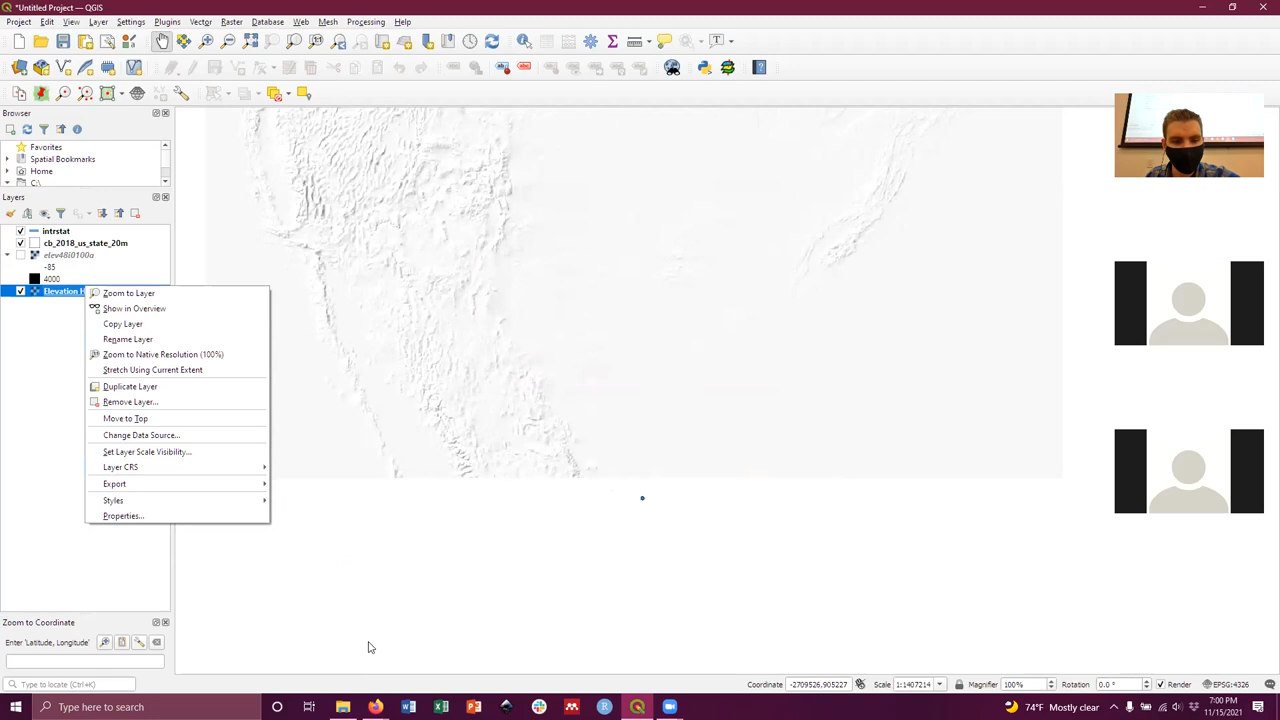 *Untitled Project — QGIS
Project Edit View Layer Settings Plugins Vector Raster Database Web Mesh Processing Help
Browser
Favorites
Spatial Bookmarks
Home
C:\
Layers
intrstat
cb_2018_us_state_20m
elev48i0100a
-85
4000
Elevation H
Zoom to Layer
Show in Overview
Copy Layer
Rename Layer
Zoom to Native Resolution (100%)
Stretch Using Current Extent
Duplicate Layer
Remove Layer...
Move to Top
Change Data Source...
Set Layer Scale Visibility...
Layer CRS
Export
Styles
Properties...
Zoom to Coordinate
Enter 'Latitude, Longitude'
Type to locate (Ctrl+K)
Coordinate -2709526,905227 Scale 1:1407214 Magnifier 100% Rotation 0.0 ° Render EPSG:4326
Type here to search
74°F Mostly clear
7:00 PM
11/15/2021